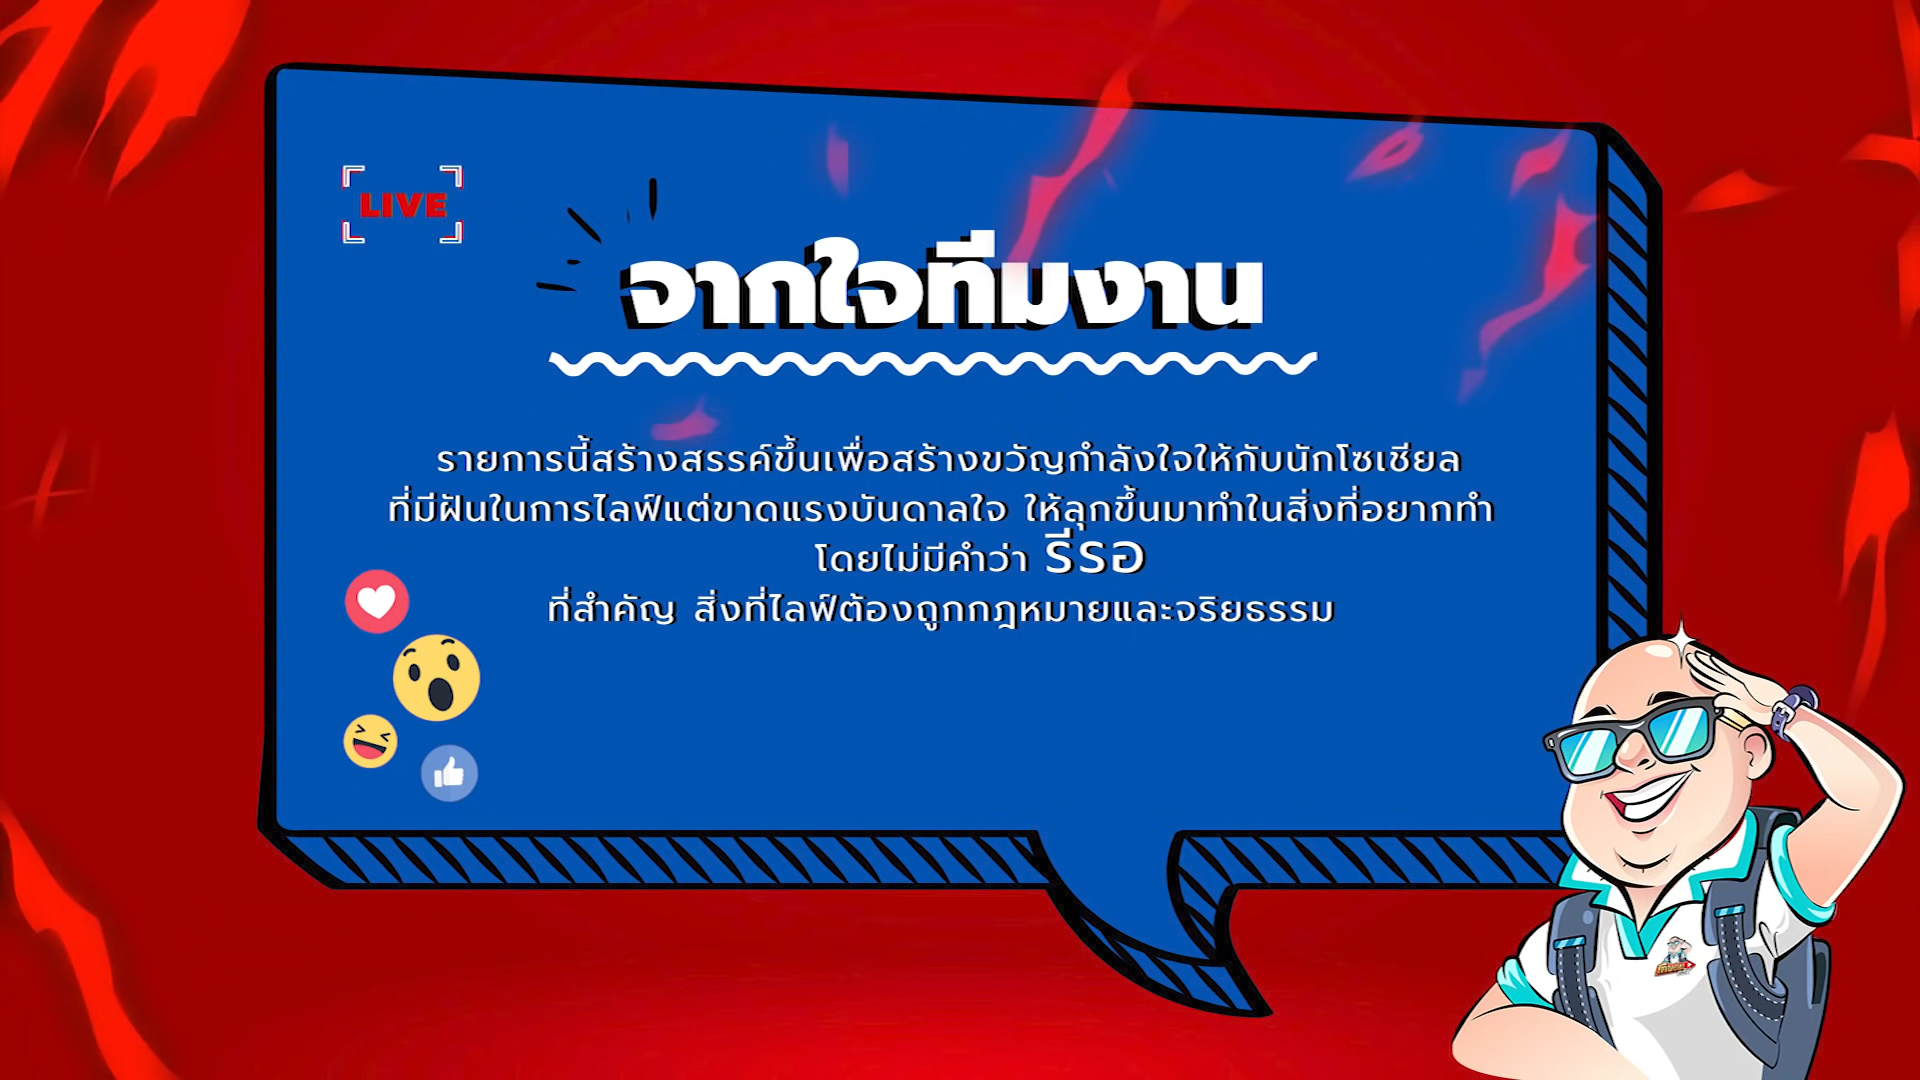 LIVE
จากใจทีมงาน
รายการนี้สร้างสรรค์ขึ้นเพื่อสร้างขวัญกำลังใจให้กับนักโซเชียล
ที่มีฝันในการไลฟ์แต่ขาดแรงบันดาลใจ ให้ลุกขึ้นมาทำในสิ่งที่อยากทำ
โดยไม่มีคำว่า รีรอ
ที่สำคัญ สิ่งที่ไลฟ์ต้องถูกกฎหมายและจริยธรรม